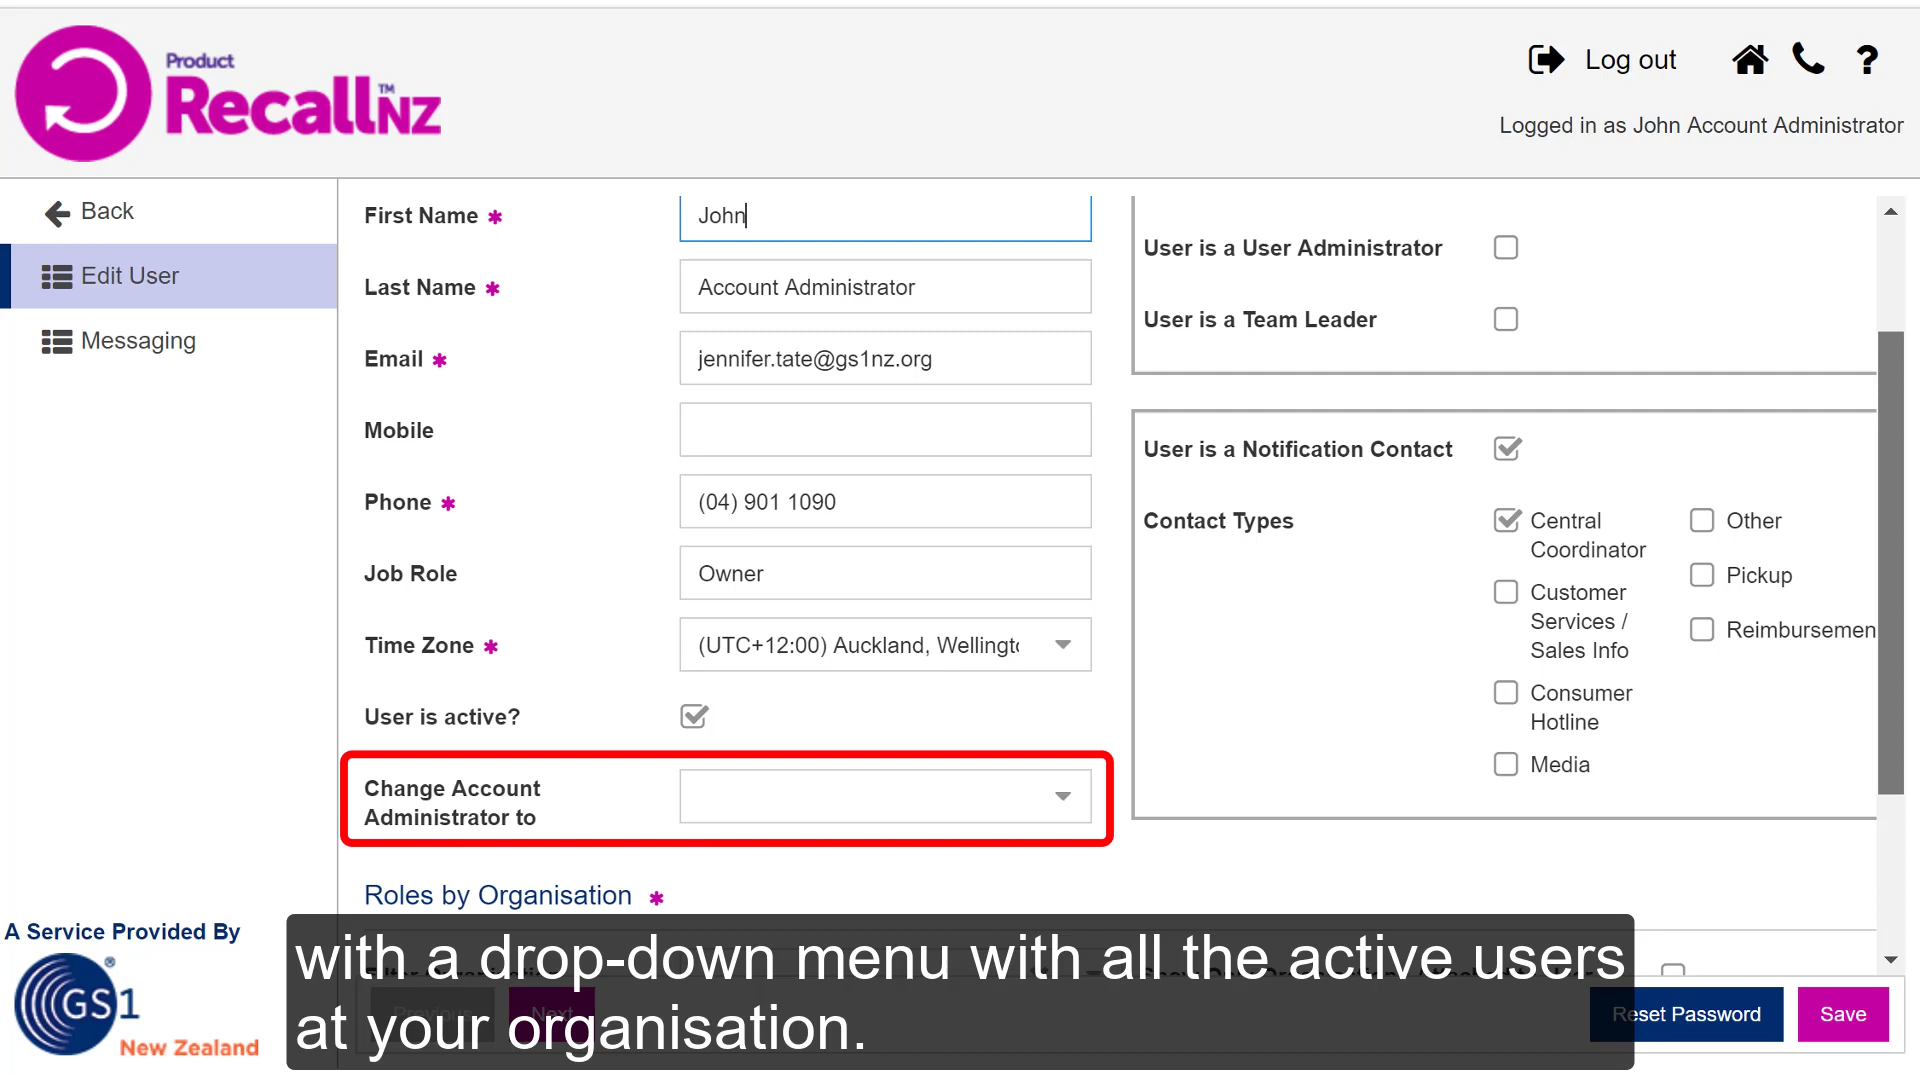 Product
RecallNZ™
Log out
?
Logged in as John Account Administrator
Back
Edit User
Messaging
First Name *
John
Last Name *
Account Administrator
Email *
jennifer.tate@gs1nz.org
Mobile
Phone *
(04) 901 1090
Job Role
Owner
Time Zone *
(UTC+12:00) Auckland, Wellingt
User is active?
Change Account
Administrator to
Roles by Organisation *
User is a User Administrator
User is a Team Leader
User is a Notification Contact
Contact Types
Central
Coordinator
Customer
Services /
Sales Info
Consumer
Hotline
Media
Other
Pickup
Reimbursemen
Previous
Next
Reset Password
Save
A Service Provided By
GS1®
New Zealand
with a drop-down menu with all the active users
at your organisation.